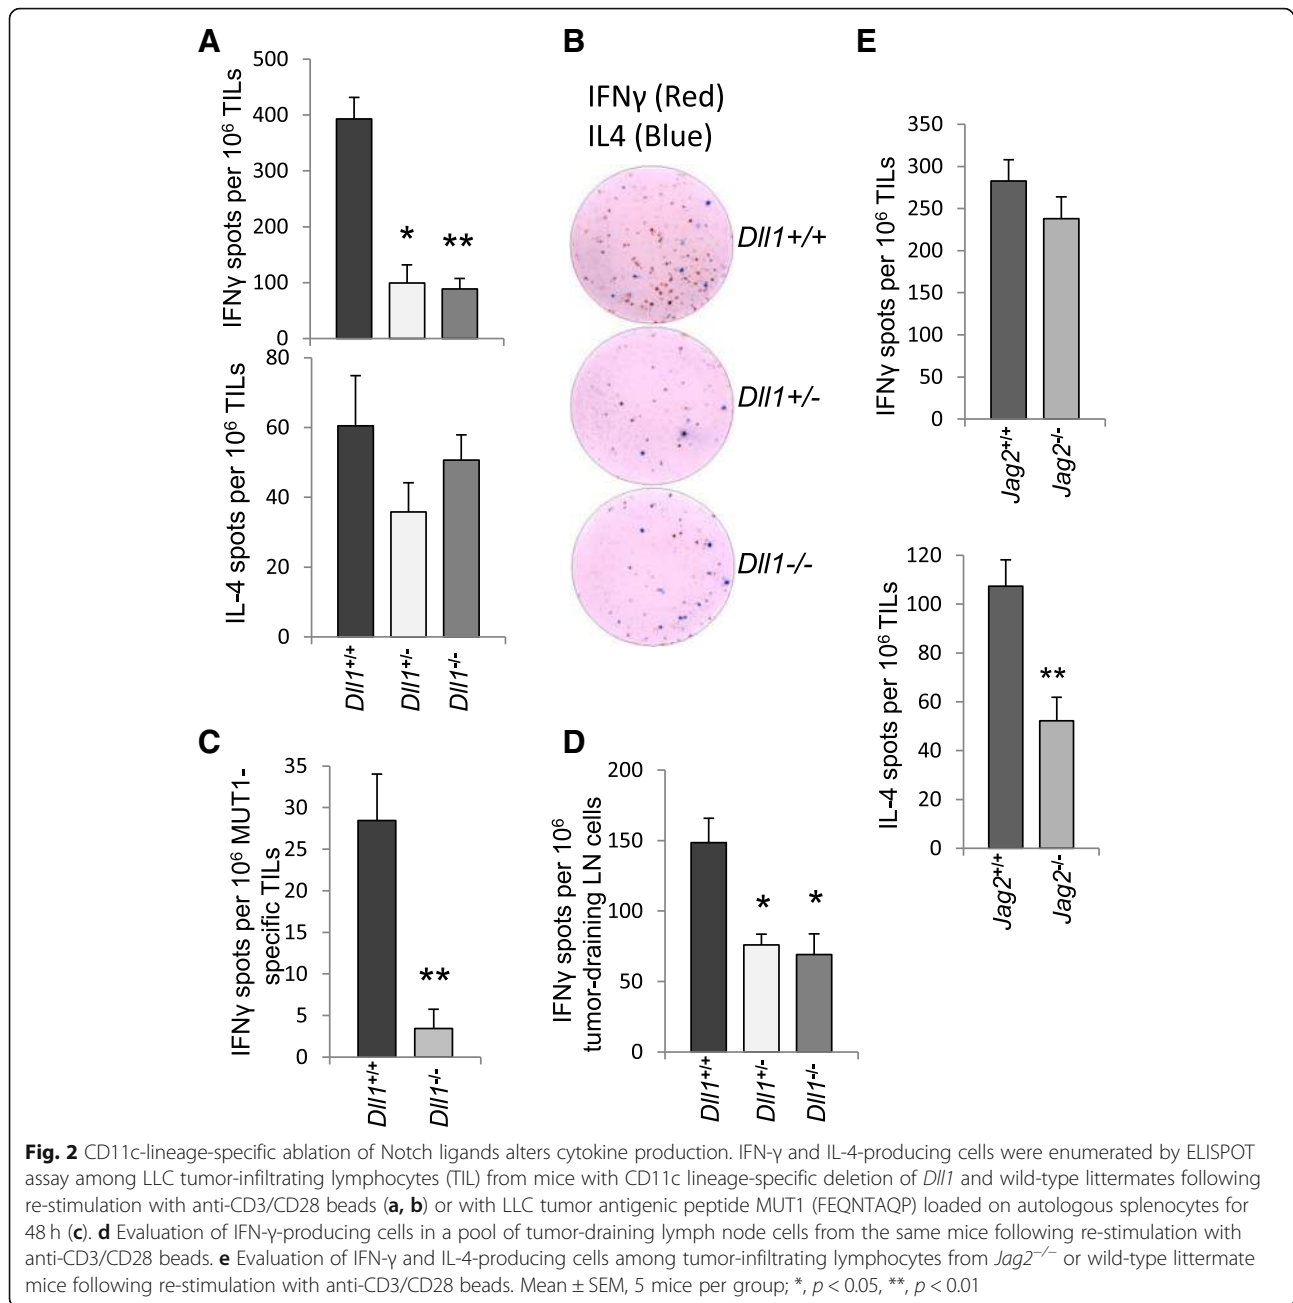 A
IFNγ spots per 10⁶ TILs
500
400
300
200
100
0
*
**
IL-4 spots per 10⁶ TILs
80
60
40
20
0
Dll1+/+
Dll1+/-
Dll1-/-
B
IFNγ (Red)
IL4 (Blue)
Dll1+/+
Dll1+/-
Dll1-/-
E
IFNγ spots per 10⁶ TILs
350
300
250
200
150
100
50
0
Jag2+/+
Jag2-/-
IL-4 spots per 10⁶ TILs
120
100
80
60
40
20
0
**
Jag2+/+
Jag2-/-
C
IFNγ spots per 10⁶ MUT1-
specific TILs
35
30
25
20
15
10
5
0
**
Dll1+/+
Dll1-/-
D
IFNγ spots per 10⁶
tumor-draining LN cells
200
150
100
50
0
*
*
Dll1+/+
Dll1+/-
Dll1-/-
Fig. 2 CD11c-lineage-specific ablation of Notch ligands alters cytokine production. IFN-γ and IL-4-producing cells were enumerated by ELISPOT
assay among LLC tumor-infiltrating lymphocytes (TIL) from mice with CD11c lineage-specific deletion of Dll1 and wild-type littermates following
re-stimulation with anti-CD3/CD28 beads (a, b) or with LLC tumor antigenic peptide MUT1 (FEQNTAQP) loaded on autologous splenocytes for
48 h (c). d Evaluation of IFN-γ-producing cells in a pool of tumor-draining lymph node cells from the same mice following re-stimulation with
anti-CD3/CD28 beads. e Evaluation of IFN-γ and IL-4-producing cells among tumor-infiltrating lymphocytes from Jag2−/− or wild-type littermate
mice following re-stimulation with anti-CD3/CD28 beads. Mean ± SEM, 5 mice per group; *, p < 0.05, **, p < 0.01